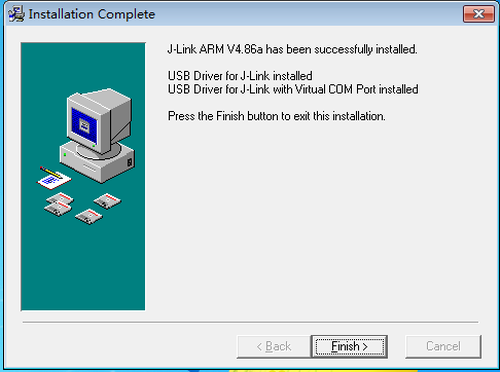 Installation Complete
J-Link ARM V4.86a has been successfully installed.
USB Driver for J-Link installed
USB Driver for J-Link with Virtual COM Port installed
Press the Finish button to exit this installation.
< Back
Finish >
Cancel